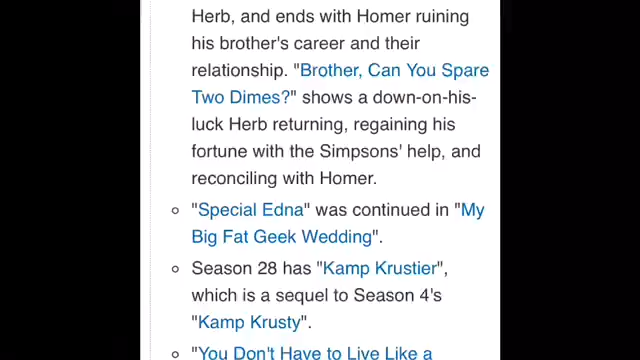 Herb, and ends with Homer ruining
his brother's career and their
relationship. "Brother, Can You Spare
Two Dimes?" shows a down-on-his-
luck Herb returning, regaining his
fortune with the Simpsons' help, and
reconciling with Homer.
"Special Edna" was continued in "My
Big Fat Geek Wedding".
Season 28 has "Kamp Krustier",
which is a sequel to Season 4's
"Kamp Krusty".
"You Don't Have to Live Like a